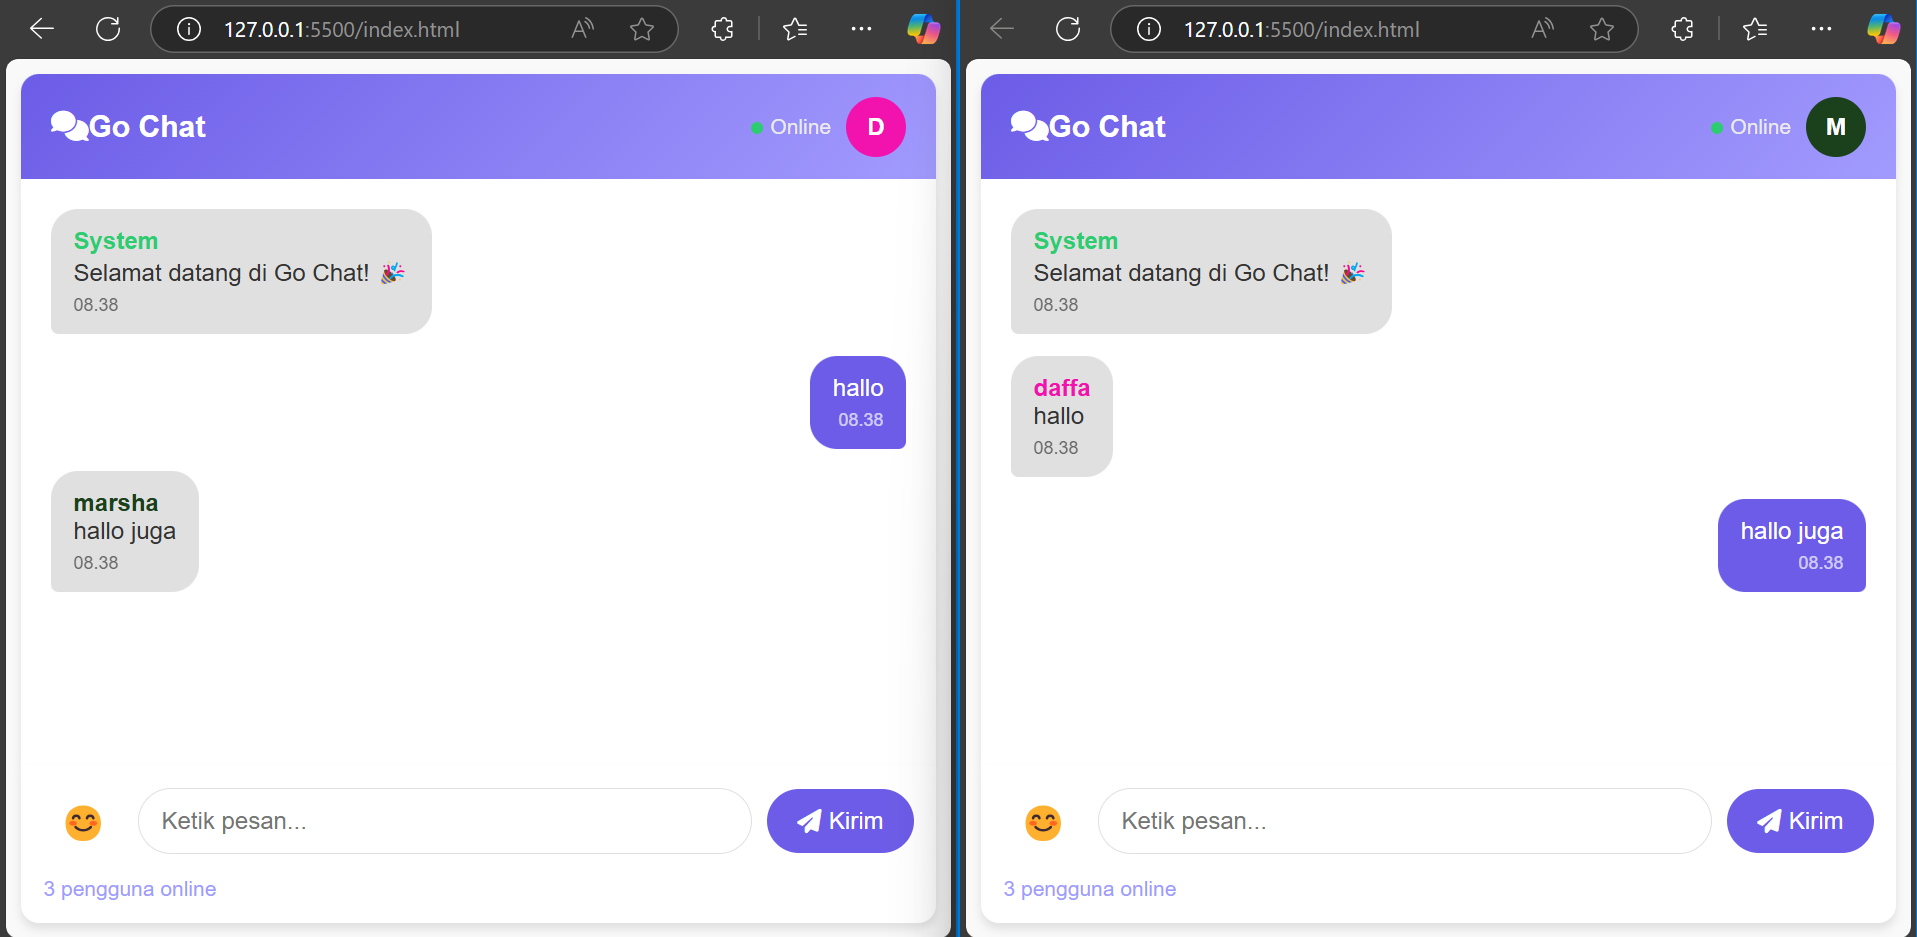 127.0.0.1:5500/index.html
Go Chat
Online
D
System
Selamat datang di Go Chat! 🎉
08.38
hallo
08.38
marsha
hallo juga
08.38
😊
Ketik pesan...
Kirim
3 pengguna online
127.0.0.1:5500/index.html
Go Chat
Online
M
System
Selamat datang di Go Chat! 🎉
08.38
daffa
hallo
08.38
hallo juga
08.38
😊
Ketik pesan...
Kirim
3 pengguna online